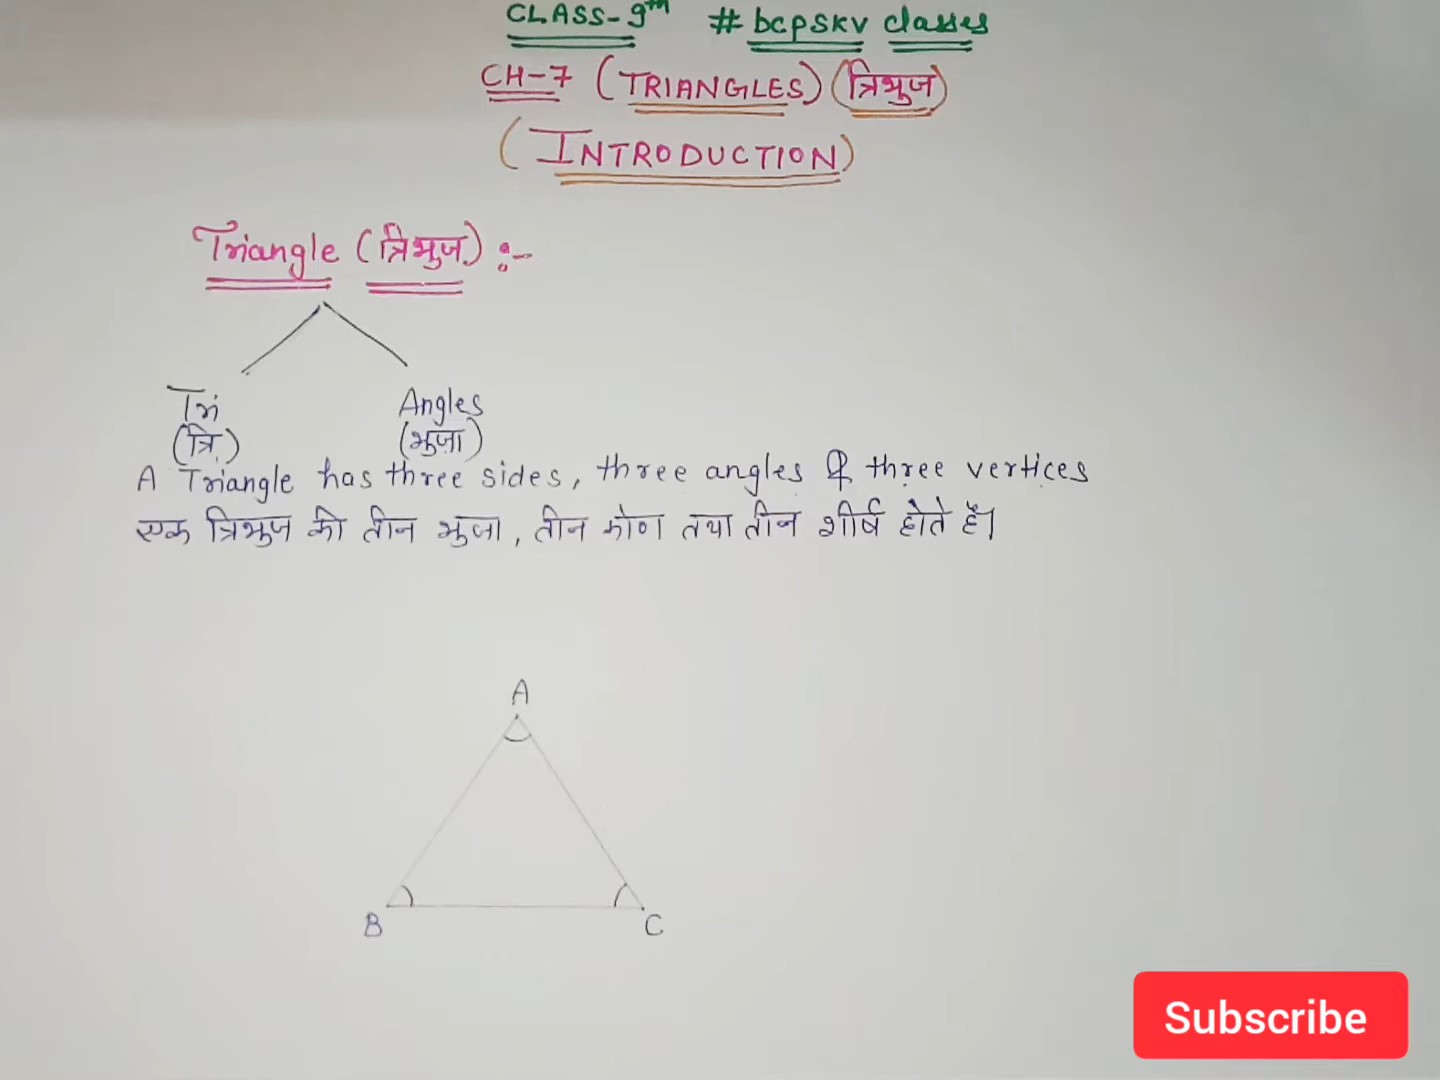 CLASS-9th #bcpskv classes
CH-7 (TRIANGLES) (त्रिभुज)
(INTRODUCTION)
Triangle (त्रिभुज) :-
Tri Angles
(त्रि) (भुजा)
A Triangle has three sides, three angles & three vertices
एक त्रिभुज की तीन भुजा, तीन कोण तथा तीन शीर्ष होते हैं।
A
B C
Subscribe